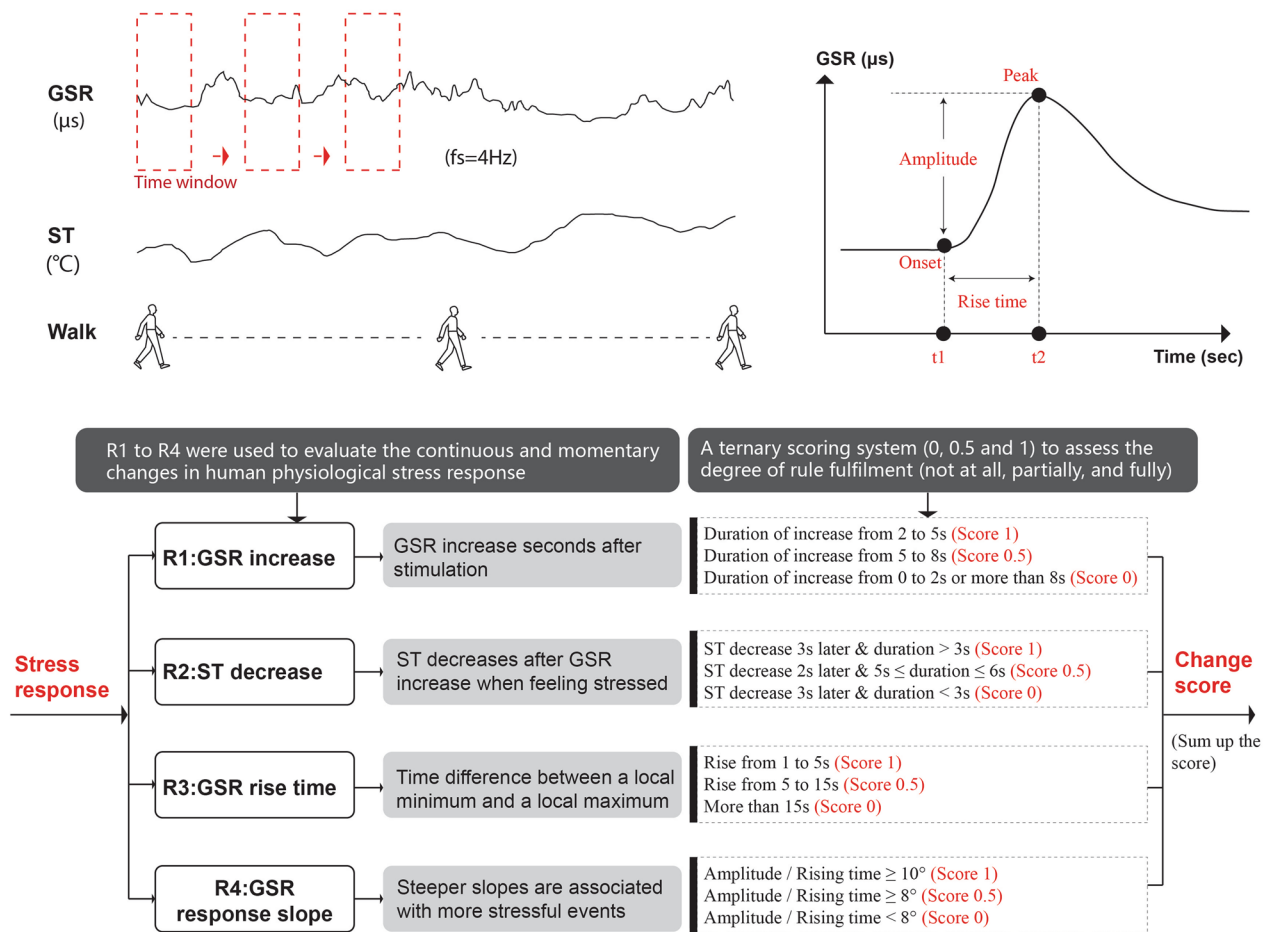 GSR
(μs)
Time window
(fs=4Hz)
ST
(℃)
Walk
GSR (μs)
Peak
Amplitude
Onset
Rise time
t1
t2
Time (sec)
R1 to R4 were used to evaluate the continuous and momentary
changes in human physiological stress response
A ternary scoring system (0, 0.5 and 1) to assess the
degree of rule fulfilment (not at all, partially, and fully)
Stress
response
R1:GSR increase
GSR increase seconds after
stimulation
Duration of increase from 2 to 5s (Score 1)
Duration of increase from 5 to 8s (Score 0.5)
Duration of increase from 0 to 2s or more than 8s (Score 0)
R2:ST decrease
ST decreases after GSR
increase when feeling stressed
ST decrease 3s later & duration > 3s (Score 1)
ST decrease 2s later & 5s ≤ duration ≤ 6s (Score 0.5)
ST decrease 3s later & duration < 3s (Score 0)
R3:GSR rise time
Time difference between a local
minimum and a local maximum
Rise from 1 to 5s (Score 1)
Rise from 5 to 15s (Score 0.5)
More than 15s (Score 0)
R4:GSR
response slope
Steeper slopes are associated
with more stressful events
Amplitude / Rising time ≥ 10° (Score 1)
Amplitude / Rising time ≥ 8° (Score 0.5)
Amplitude / Rising time < 8° (Score 0)
Change
score
(Sum up the
score)